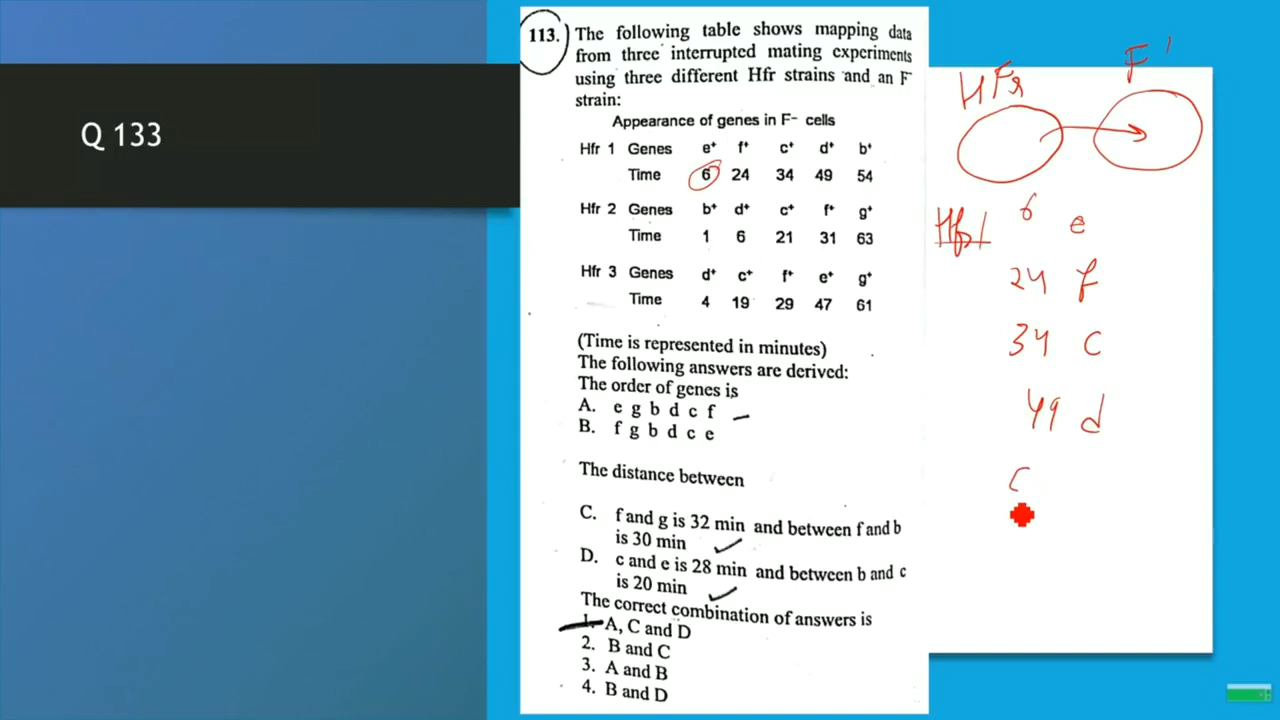 Q 133
113. The following table shows mapping data
from three interrupted mating experiments
using three different Hfr strains and an F⁻
strain:
Appearance of genes in F⁻ cells
Hfr 1 Genes e⁺ f⁺ c⁺ d⁺ b⁺
Time 6 24 34 49 54
Hfr 2 Genes b⁺ d⁺ c⁺ f⁺ g⁺
Time 1 6 21 31 63
Hfr 3 Genes d⁺ c⁺ f⁺ e⁺ g⁺
Time 4 19 29 47 61
(Time is represented in minutes)
The following answers are derived:
The order of genes is
A. e g b d c f
B. f g b d c e
The distance between
C. f and g is 32 min and between f and b
is 30 min
D. c and e is 28 min and between b and c
is 20 min
The correct combination of answers is
1. A, C and D
2. B and C
3. A and B
4. B and D
HFr F'
Hfr 1
6 e
24 f
34 c
49 d